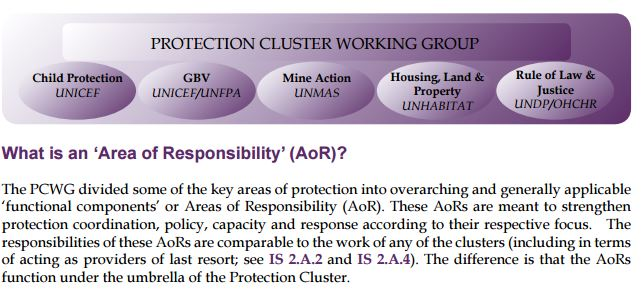 PROTECTION CLUSTER WORKING GROUP
Child Protection
UNICEF
GBV
UNICEF/UNFPA
Mine Action
UNMAS
Housing, Land &
Property
UNHABITAT
Rule of Law &
Justice
UNDP/OHCHR
What is an ‘Area of Responsibility’ (AoR)?
The PCWG divided some of the key areas of protection into overarching and generally applicable
‘functional components’ or Areas of Responsibility (AoR). These AoRs are meant to strengthen
protection coordination, policy, capacity and response according to their respective focus. The
responsibilities of these AoRs are comparable to the work of any of the clusters (including in terms
of acting as providers of last resort; see IS 2.A.2 and IS 2.A.4). The difference is that the AoRs
function under the umbrella of the Protection Cluster.